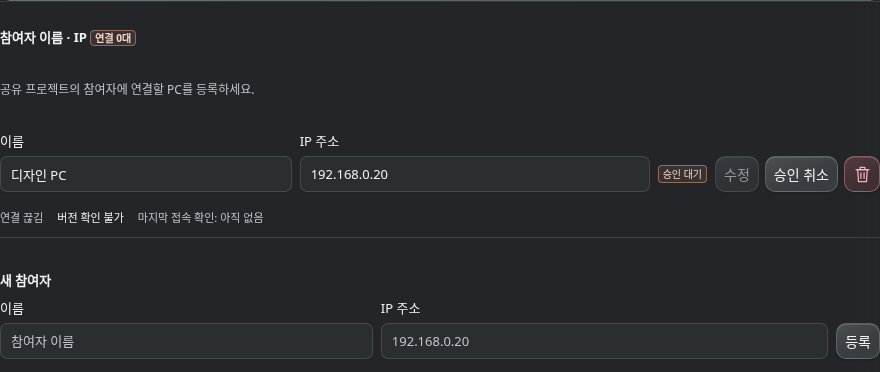 참여자 이름 · IP 연결 0대
공유 프로젝트의 참여자에 연결할 PC를 등록하세요.
이름 IP 주소
디자인 PC 192.168.0.20 승인 대기 수정 승인 취소
연결 끊김 버전 확인 불가 마지막 접속 확인: 아직 없음
새 참여자
이름 IP 주소
참여자 이름 192.168.0.20 등록